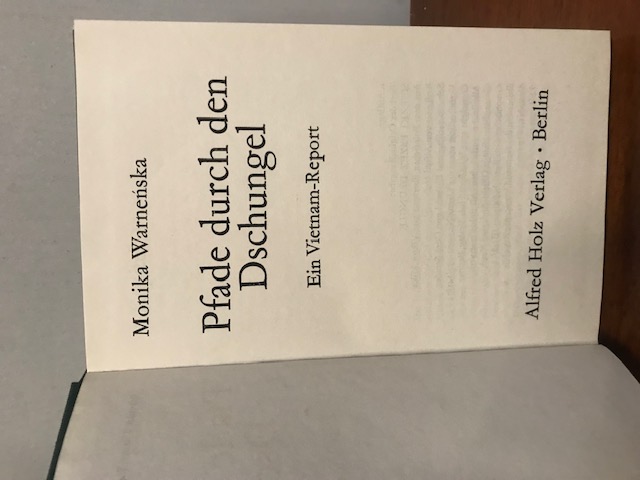 Monika Warneńska
Pfade durch den
Dschungel
Ein Vietnam-Report
Alfred Holz Verlag · Berlin